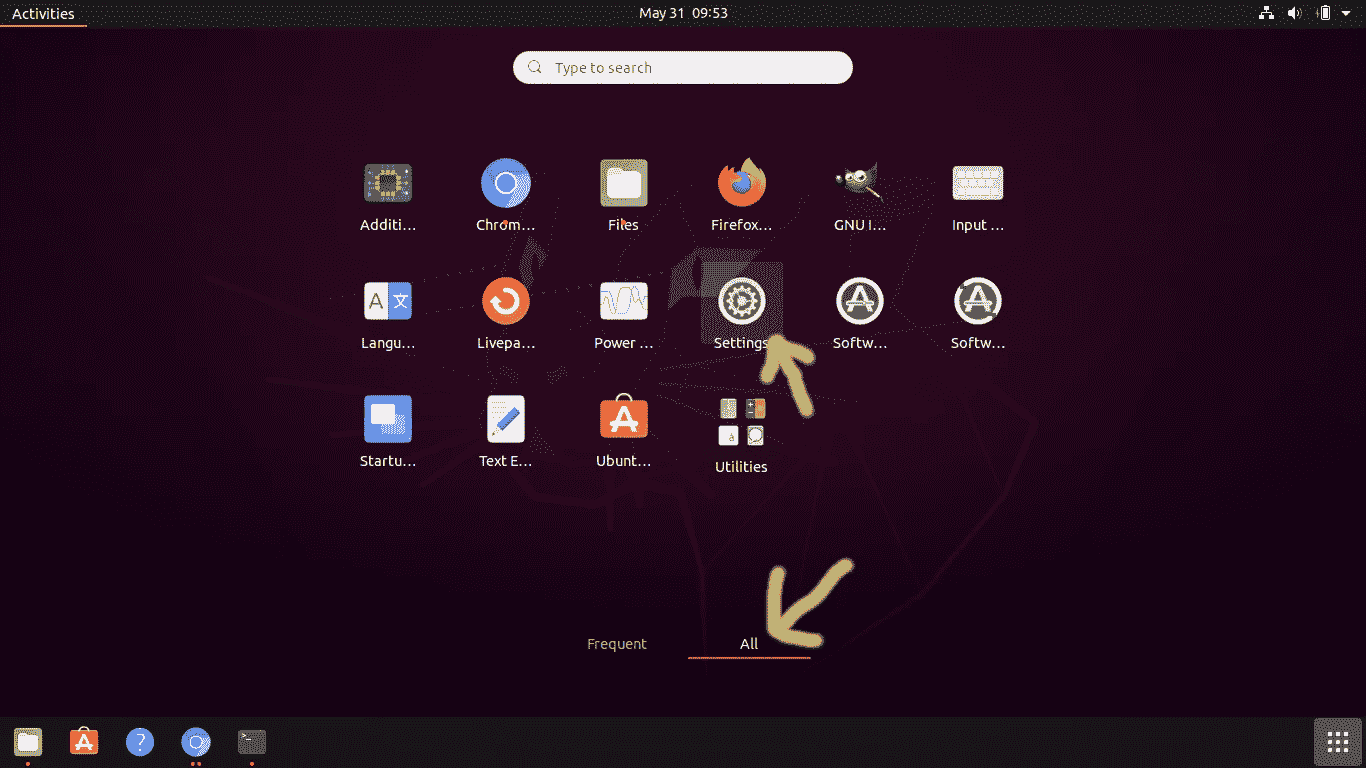 Activities
May 31 09:53
Type to search
Additi...
Chrom...
Files
Firefox...
GNU I...
Input ...
Langu...
Livepa...
Power ...
Settings
Softw...
Softw...
Startu...
Text E...
Ubunt...
Utilities
Frequent
All